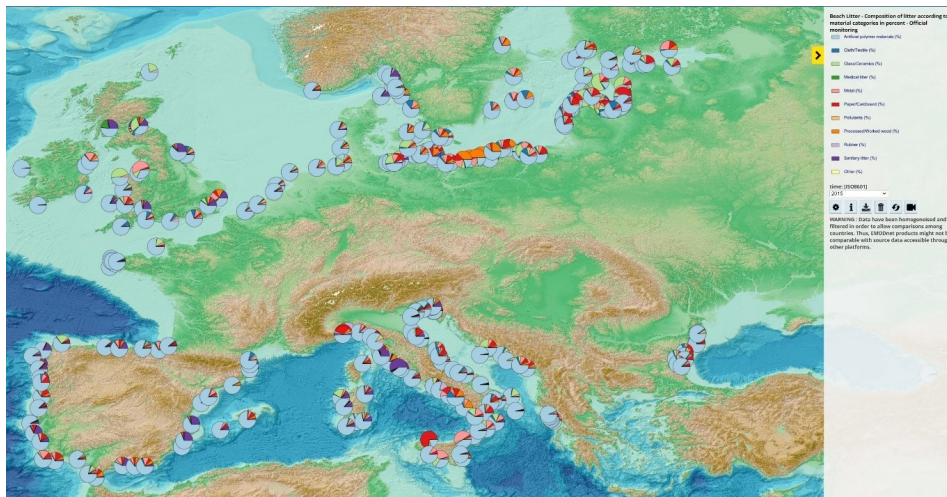 Beach Litter - Composition of litter according to
material categories in percent - Official
monitoring
Artificial polymer materials (%)
Cloth/Textile (%)
Glass/Ceramics (%)
Medical litter (%)
Metal (%)
Paper/Cardboard (%)
Pollutants (%)
Processed/Worked wood (%)
Rubber (%)
Sanitary litter (%)
Other (%)
time: [ISO8601]
2015
WARNING : Data have been homogeneised and
filtered in order to allow comparisons among
countries. Thus, EMODnet products might not b
comparable with source data accessible throug
other platforms.